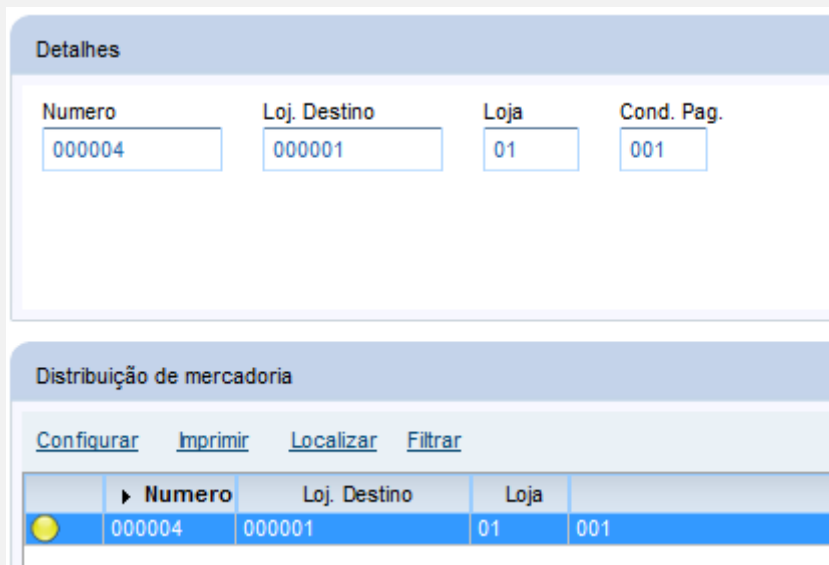 Detalhes
Numero Loj. Destino Loja Cond. Pag.
000004 000001 01 001
Distribuição de mercadoria
Configurar Imprimir Localizar Filtrar
Numero Loj. Destino Loja
000004 000001 01 001